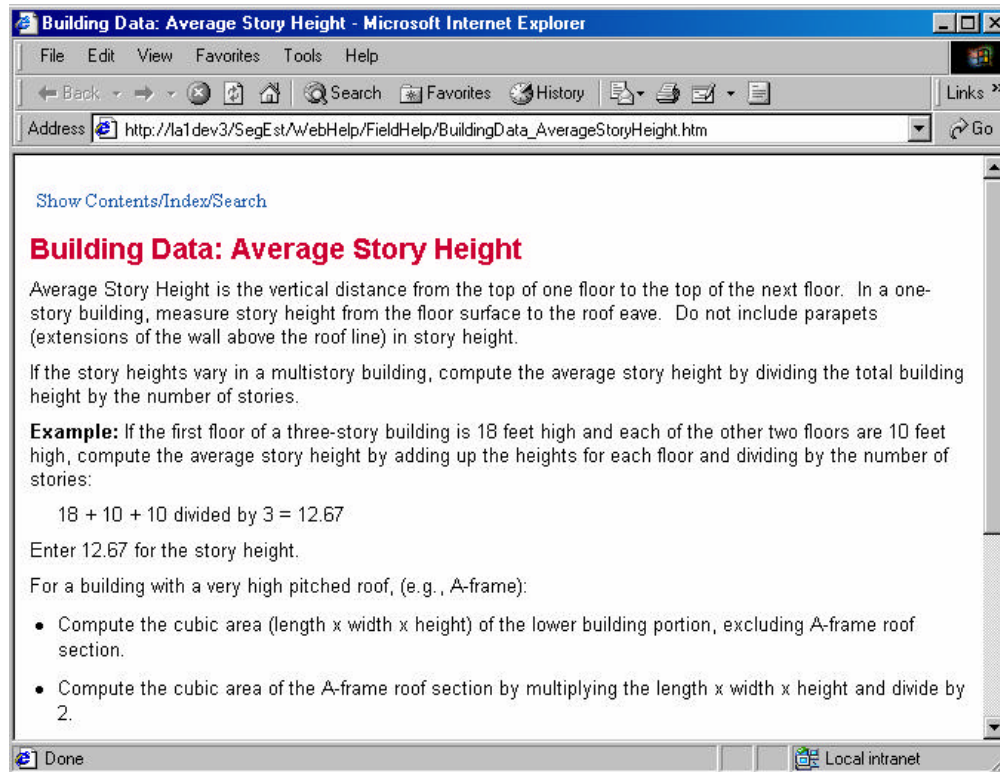 Building Data: Average Story Height - Microsoft Internet Explorer
File Edit View Favorites Tools Help
Back Search Favorites History Links »
Address http://la1dev3/SegEst/WebHelp/FieldHelp/BuildingData_AverageStoryHeight.htm Go
Show Contents/Index/Search
Building Data: Average Story Height
Average Story Height is the vertical distance from the top of one floor to the top of the next floor. In a one-
story building, measure story height from the floor surface to the roof eave. Do not include parapets
(extensions of the wall above the roof line) in story height.
If the story heights vary in a multistory building, compute the average story height by dividing the total building
height by the number of stories.
Example: If the first floor of a three-story building is 18 feet high and each of the other two floors are 10 feet
high, compute the average story height by adding up the heights for each floor and dividing by the number of
stories:
18 + 10 + 10 divided by 3 = 12.67
Enter 12.67 for the story height.
For a building with a very high pitched roof, (e.g., A-frame):
• Compute the cubic area (length x width x height) of the lower building portion, excluding A-frame roof
section.
• Compute the cubic area of the A-frame roof section by multiplying the length x width x height and divide by
2.
Done Local intranet